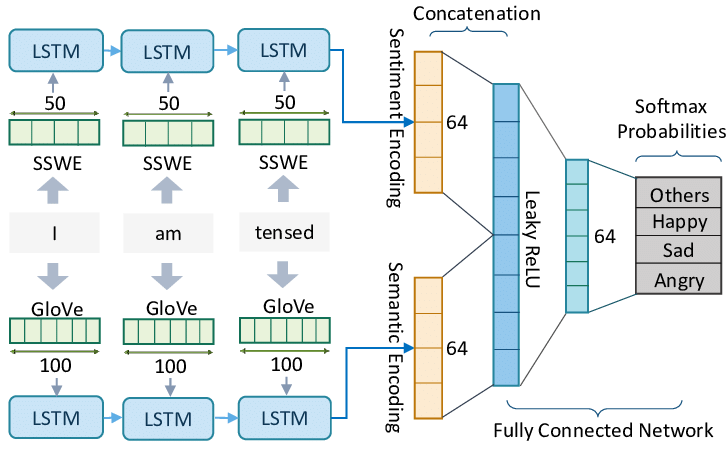 Concatenation
LSTM LSTM LSTM
50 50 50
SSWE SSWE SSWE
I am tensed
GloVe GloVe GloVe
100 100 100
LSTM LSTM LSTM
Sentiment Encoding
64
Semantic Encoding
64
Leaky ReLU
64
Softmax
Probabilities
Others
Happy
Sad
Angry
Fully Connected Network